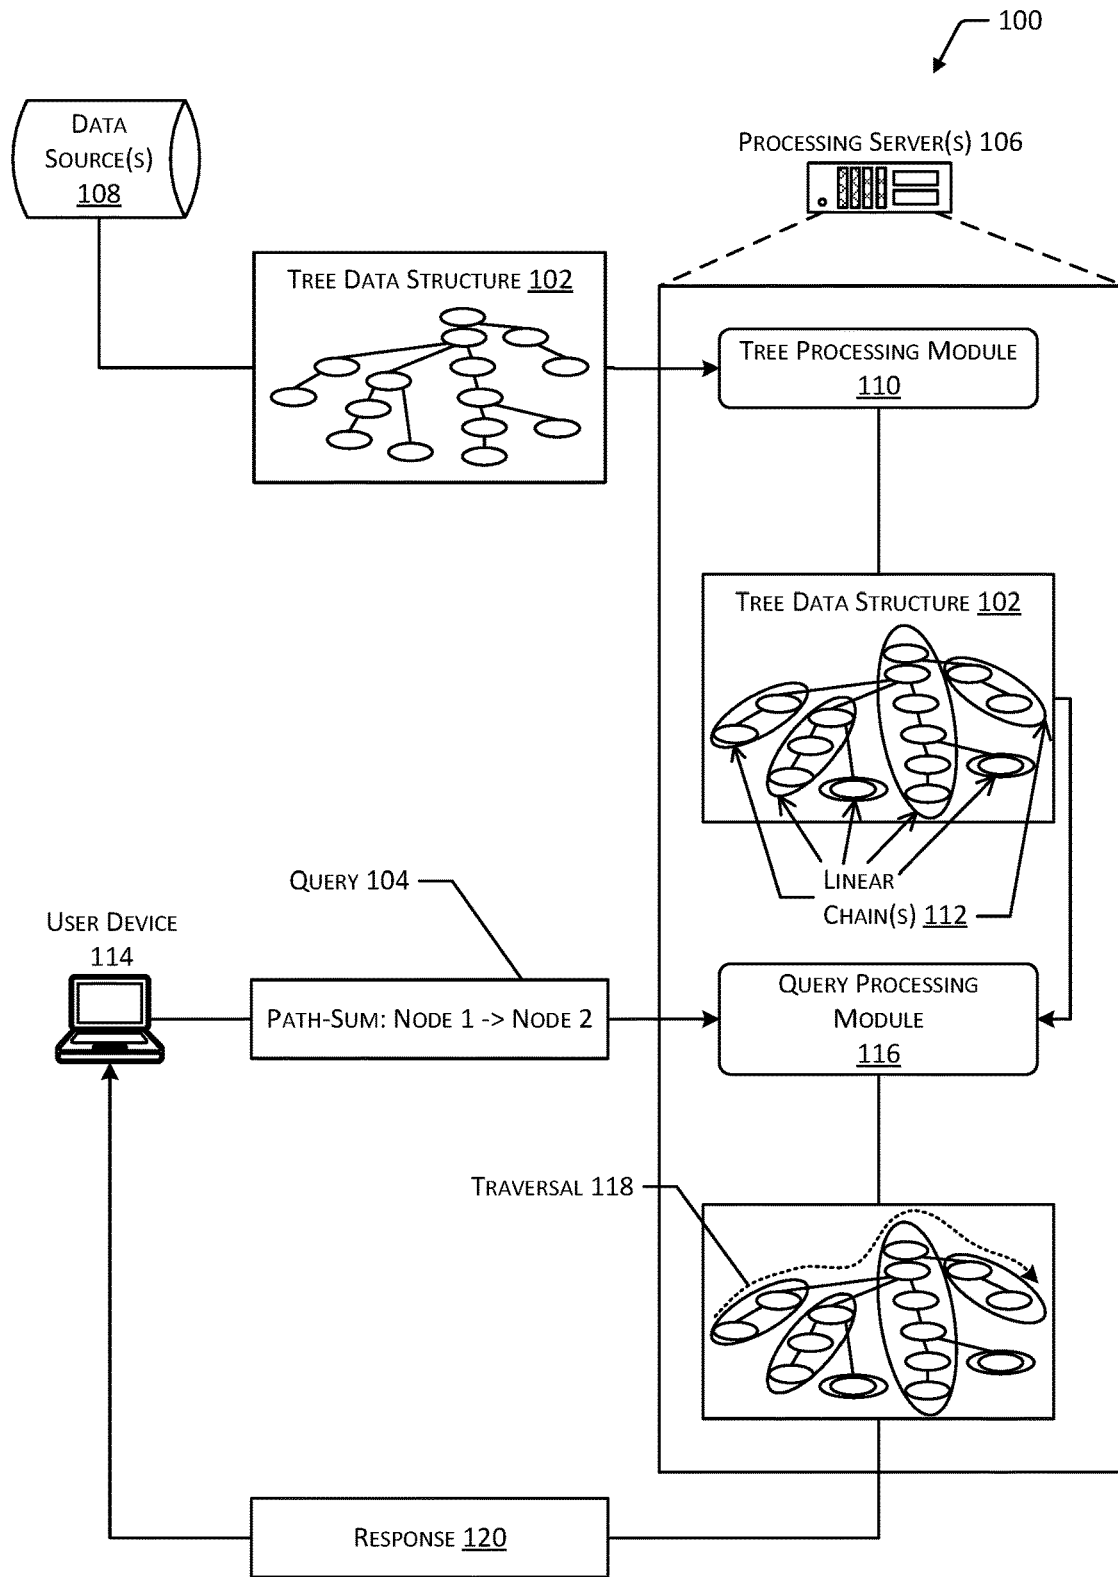 100
DATA
SOURCE(S)
108
PROCESSING SERVER(S) 106
TREE DATA STRUCTURE 102
TREE PROCESSING MODULE
110
TREE DATA STRUCTURE 102
LINEAR
CHAIN(S) 112
QUERY 104
USER DEVICE
114
PATH-SUM: NODE 1 -> NODE 2
QUERY PROCESSING
MODULE
116
TRAVERSAL 118
RESPONSE 120